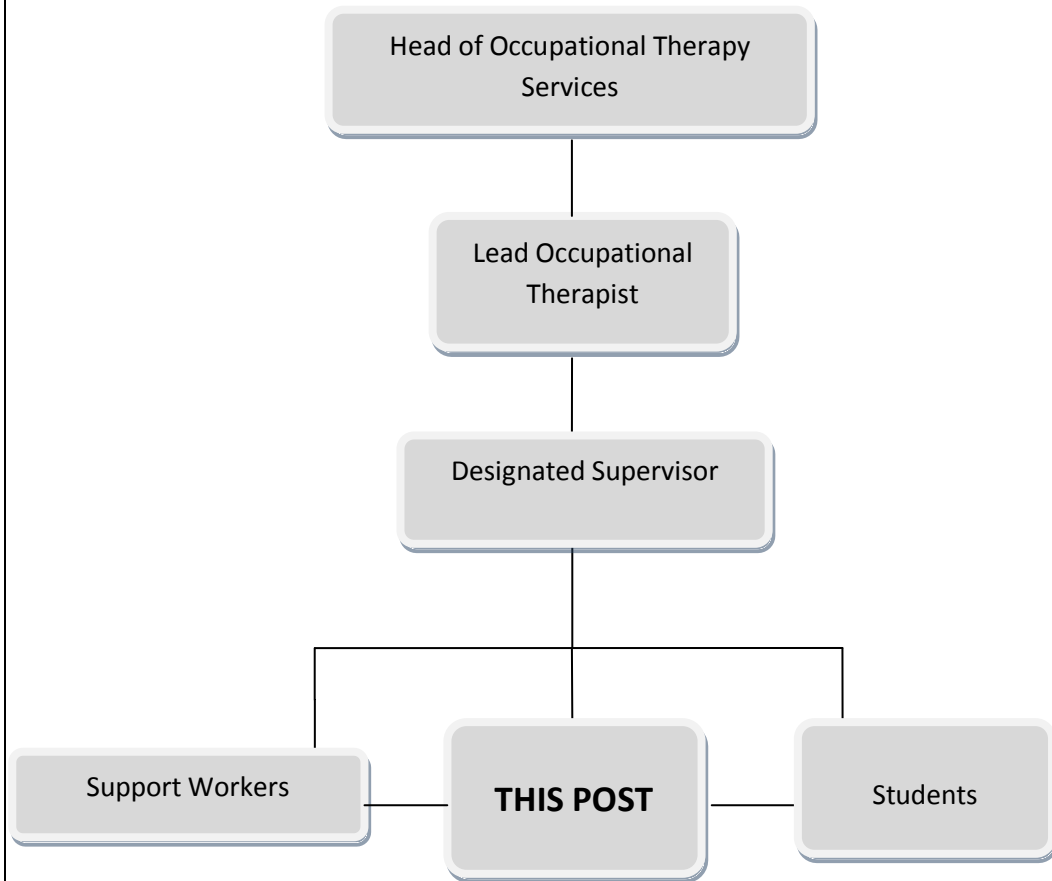 Head of Occupational Therapy
Services
Lead Occupational
Therapist
Designated Supervisor
Support Workers
THIS POST
Students